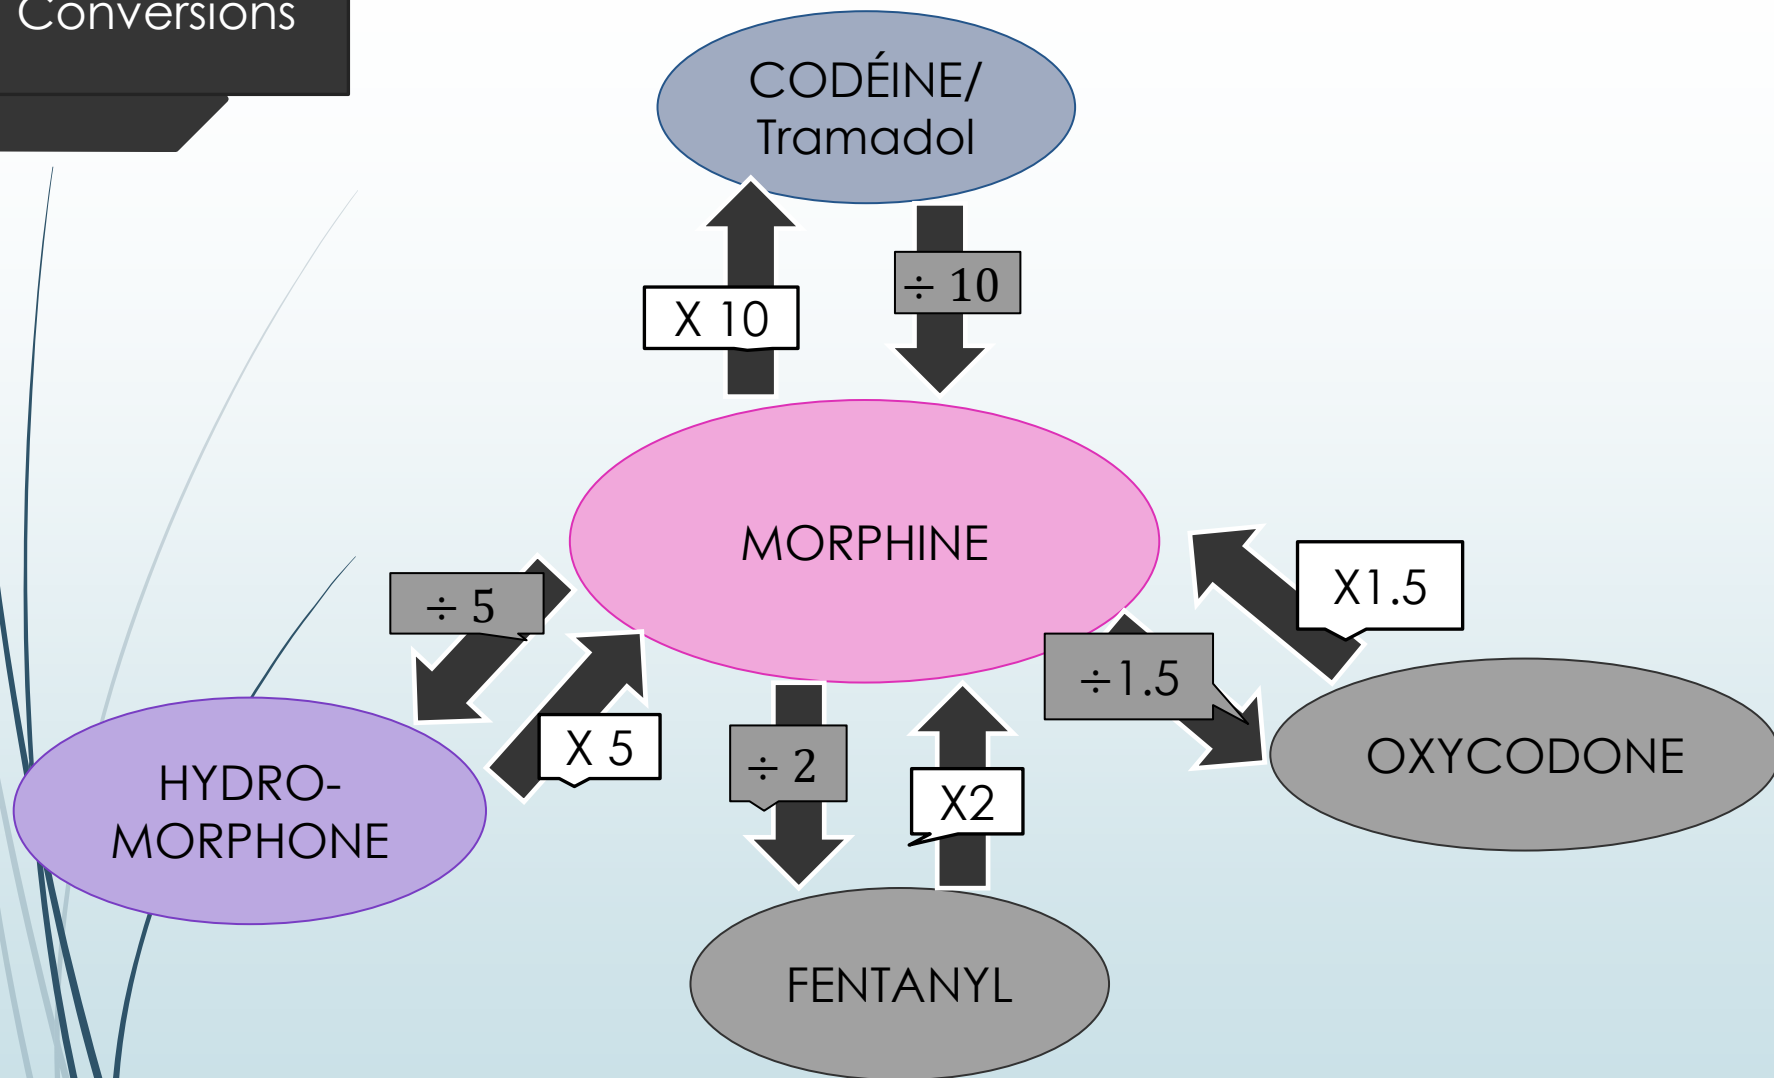 Conversions
CODÉINE/
Tramadol
÷ 10
X 10
MORPHINE
X1.5
÷ 5
÷1.5
X 5
÷ 2
X2
OXYCODONE
HYDRO-
MORPHONE
FENTANYL